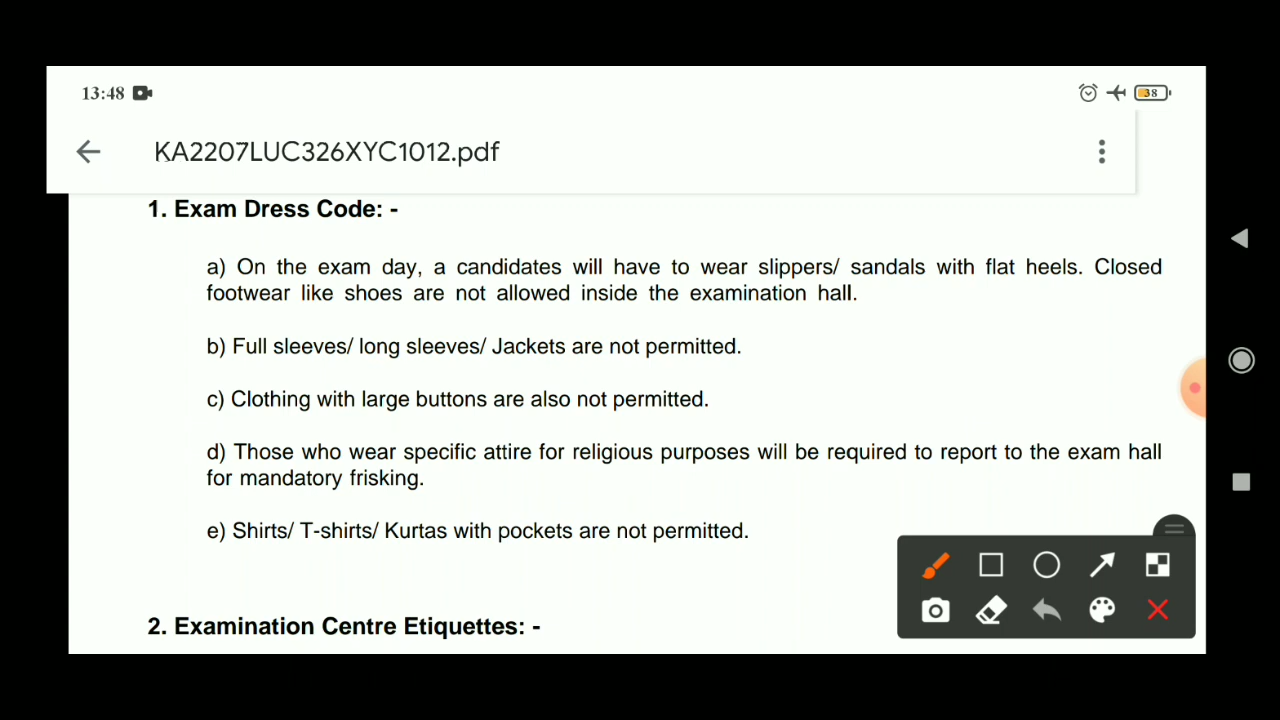 13:48
38
KA2207LUC326XYC1012.pdf
1. Exam Dress Code: -
a) On the exam day, a candidates will have to wear slippers/ sandals with flat heels. Closed
footwear like shoes are not allowed inside the examination hall.
b) Full sleeves/ long sleeves/ Jackets are not permitted.
c) Clothing with large buttons are also not permitted.
d) Those who wear specific attire for religious purposes will be required to report to the exam hall
for mandatory frisking.
e) Shirts/ T-shirts/ Kurtas with pockets are not permitted.
2. Examination Centre Etiquettes: -